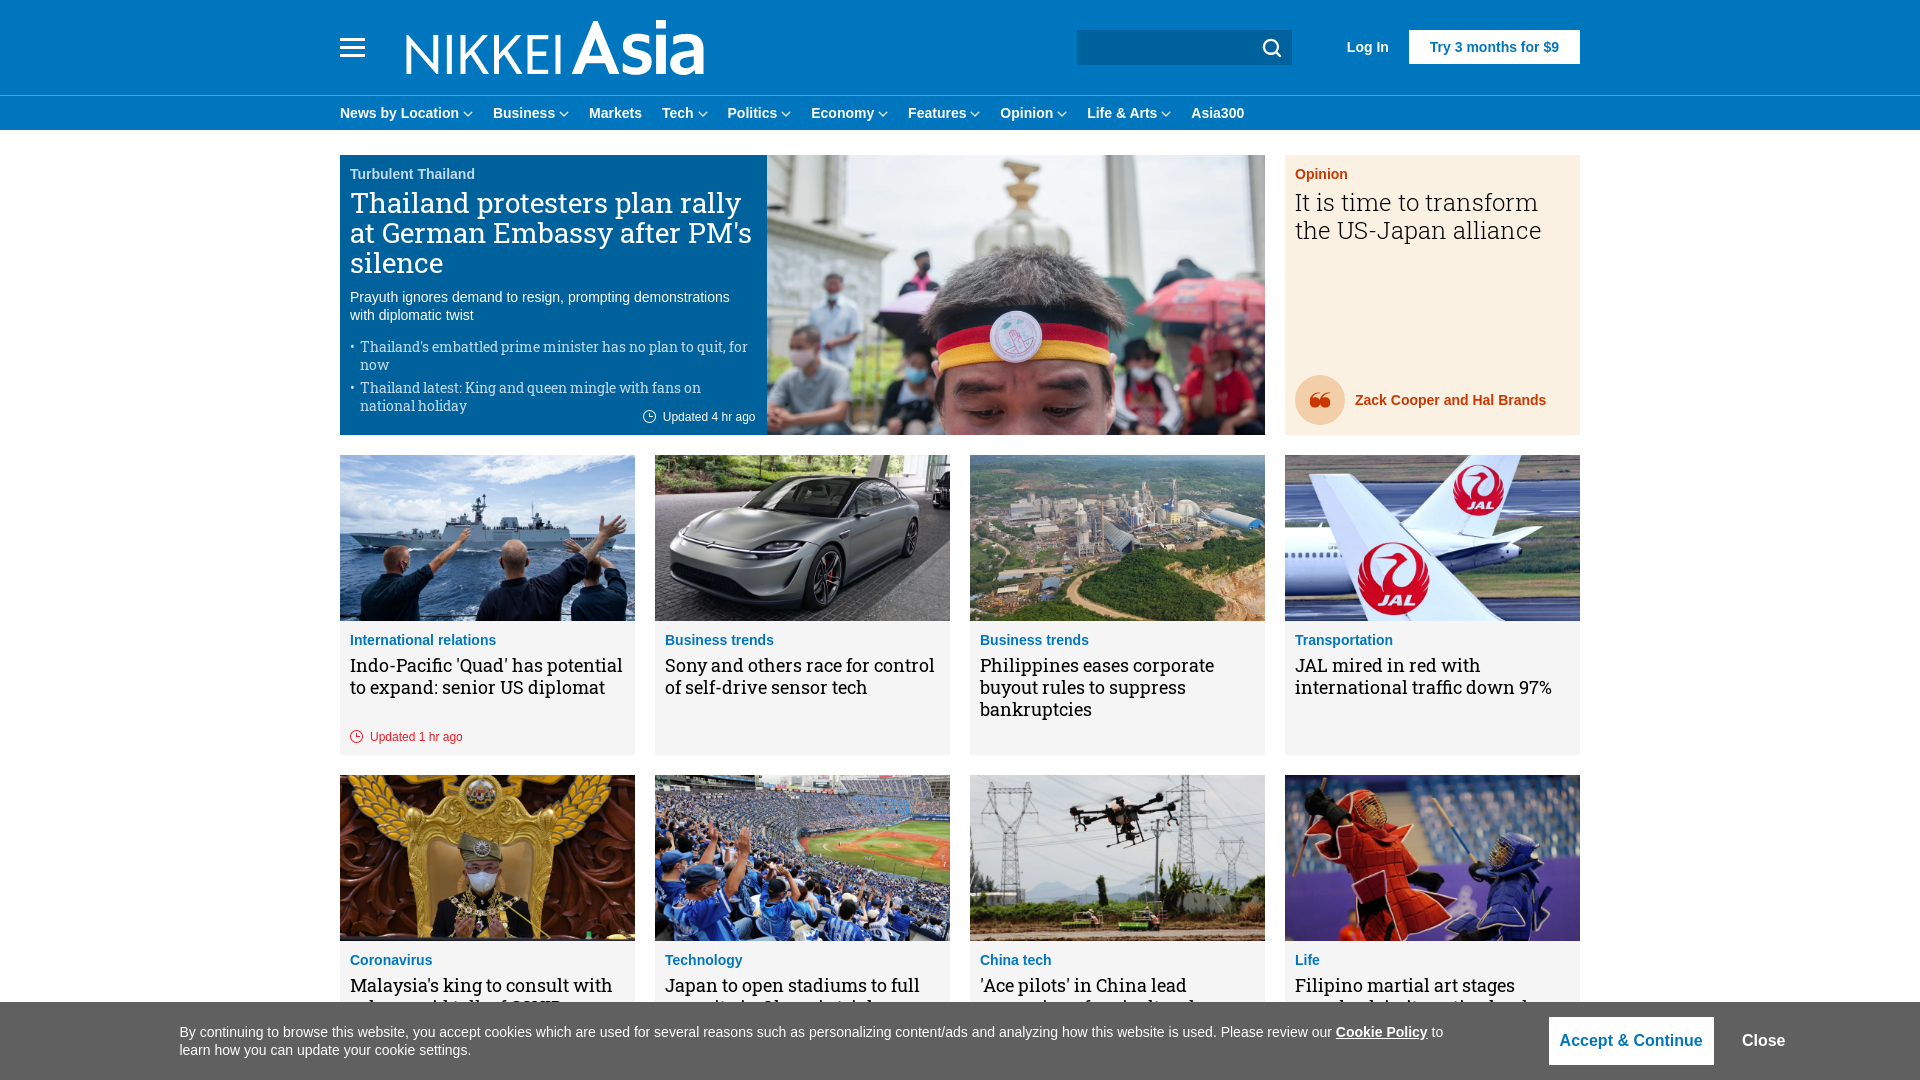 NIKKEI Asia
Log In
Try 3 months for $9
News by Location
Business
Markets
Tech
Politics
Economy
Features
Opinion
Life & Arts
Asia300
Turbulent Thailand
Thailand protesters plan rally
at German Embassy after PM's
silence
Prayuth ignores demand to resign, prompting demonstrations
with diplomatic twist
• Thailand's embattled prime minister has no plan to quit, for
now
• Thailand latest: King and queen mingle with fans on
national holiday
Updated 4 hr ago
Opinion
It is time to transform
the US-Japan alliance
Zack Cooper and Hal Brands
JAL
JAL
International relations
Indo-Pacific 'Quad' has potential
to expand: senior US diplomat
Updated 1 hr ago
Business trends
Sony and others race for control
of self-drive sensor tech
Business trends
Philippines eases corporate
buyout rules to suppress
bankruptcies
Transportation
JAL mired in red with
international traffic down 97%
Coronavirus
Malaysia's king to consult with
Technology
Japan to open stadiums to full
China tech
'Ace pilots' in China lead
Life
Filipino martial art stages
By continuing to browse this website, you accept cookies which are used for several reasons such as personalizing content/ads and analyzing how this website is used. Please review our Cookie Policy to
learn how you can update your cookie settings.
Accept & Continue
Close